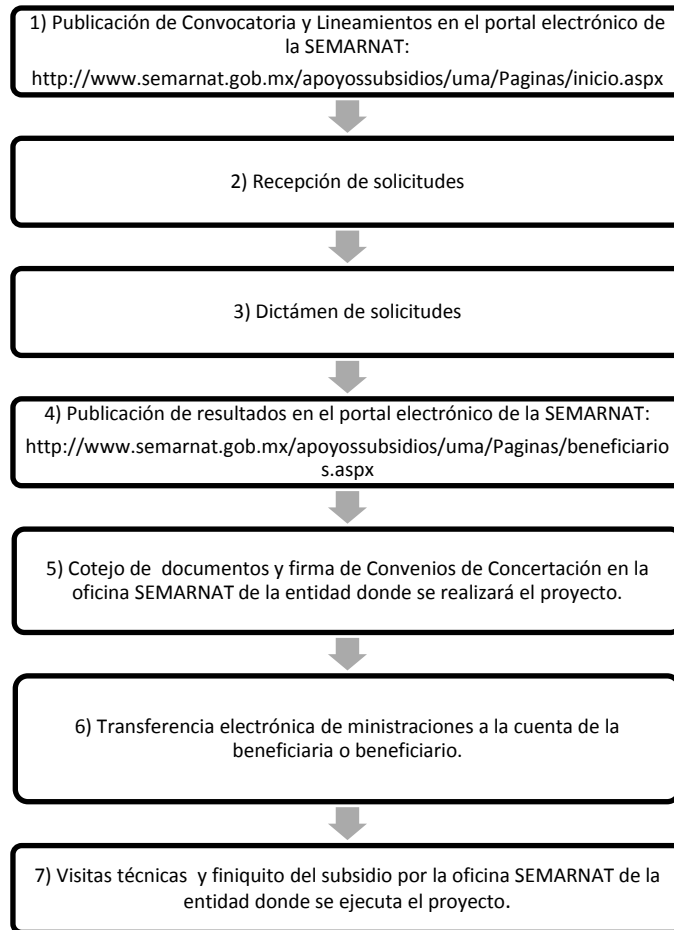 1) Publicación de Convocatoria y Lineamientos en el portal electrónico de
la SEMARNAT:
http://www.semarnat.gob.mx/apoyossubsidios/uma/Paginas/inicio.aspx
2) Recepción de solicitudes
3) Dictámen de solicitudes
4) Publicación de resultados en el portal electrónico de la SEMARNAT:
http://www.semarnat.gob.mx/apoyossubsidios/uma/Paginas/beneficiario
s.aspx
5) Cotejo de  documentos y firma de Convenios de Concertación en la
oficina SEMARNAT de la entidad donde se realizará el proyecto.
6) Transferencia electrónica de ministraciones a la cuenta de la
beneficiaria o beneficiario.
7) Visitas técnicas  y finiquito del subsidio por la oficina SEMARNAT de la
entidad donde se ejecuta el proyecto.